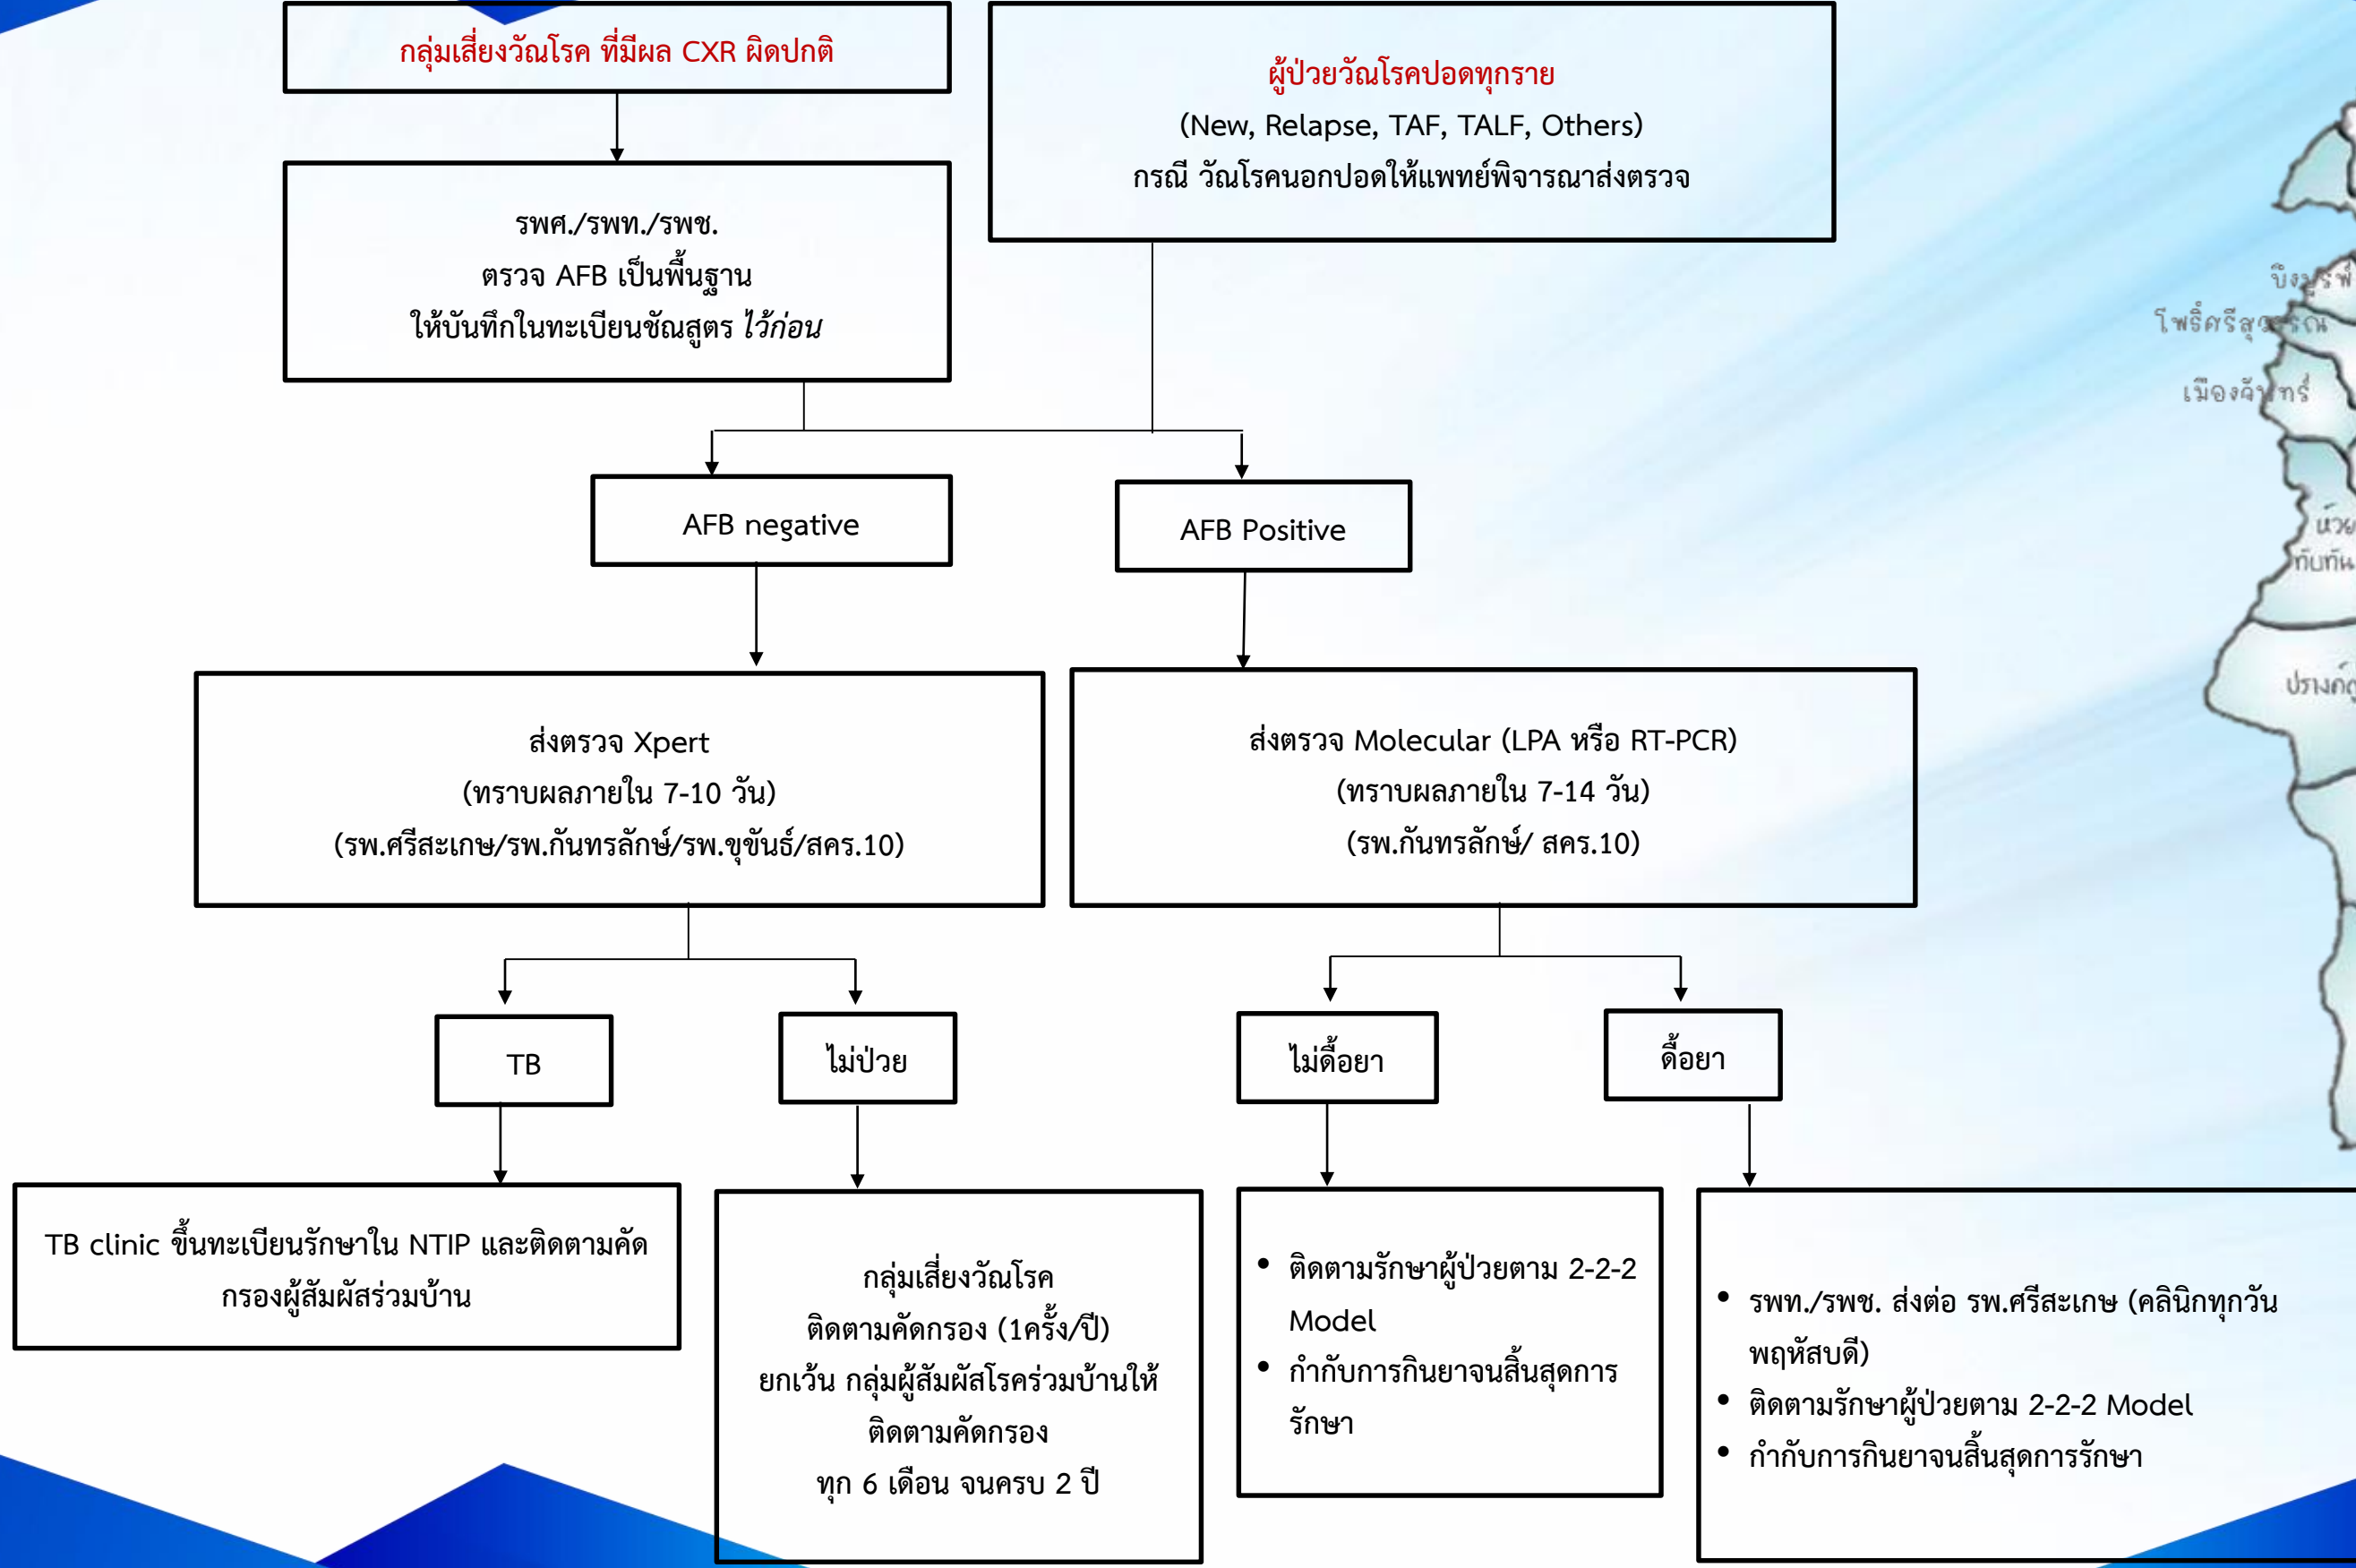 กลุ่มเสี่ยงวัณโรค ที่มีผล CXR ผิดปกติ
ผู้ป่วยวัณโรคปอดทุกราย
(New, Relapse, TAF, TALF, Others)
กรณี วัณโรคนอกปอดให้แพทย์พิจารณาส่งตรวจ
รพศ./รพท./รพช.
ตรวจ AFB เป็นพื้นฐาน
ให้บันทึกในทะเบียนชัณสูตร ไว้ก่อน
โพธิ์ศรีสุวรรณ
เมืองจันทร์
ห้วย
ทับทัน
AFB negative
AFB Positive
ส่งตรวจ Xpert
(ทราบผลภายใน 7-10 วัน)
(รพ.ศรีสะเกษ/รพ.กันทรลักษ์/รพ.ขุขันธ์/สคร.10)
ส่งตรวจ Molecular (LPA หรือ RT-PCR)
(ทราบผลภายใน 7-14 วัน)
(รพ.กันทรลักษ์/ สคร.10)
TB
ไม่ป่วย
ไม่ดื้อยา
ดื้อยา
TB clinic ขึ้นทะเบียนรักษาใน NTIP และติดตามคัด
กรองผู้สัมผัสร่วมบ้าน
กลุ่มเสี่ยงวัณโรค
ติดตามคัดกรอง (1ครั้ง/ปี)
ยกเว้น กลุ่มผู้สัมผัสโรคร่วมบ้านให้
ติดตามคัดกรอง
ทุก 6 เดือน จนครบ 2 ปี
• ติดตามรักษาผู้ป่วยตาม 2-2-2
Model
• กำกับการกินยาจนสิ้นสุดการ
รักษา
• รพท./รพช. ส่งต่อ รพ.ศรีสะเกษ (คลินิกทุกวัน
พฤหัสบดี)
• ติดตามรักษาผู้ป่วยตาม 2-2-2 Model
• กำกับการกินยาจนสิ้นสุดการรักษา